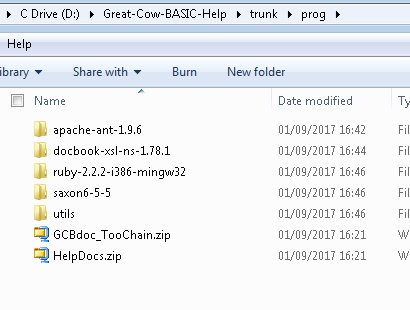 C Drive (D:) Great-Cow-BASIC-Help trunk prog
Help
ibrary Share with Burn New folder
Name Date modified Ty
apache-ant-1.9.6 01/09/2017 16:42 Fil
docbook-xsl-ns-1.78.1 01/09/2017 16:44 Fil
ruby-2.2.2-i386-mingw32 01/09/2017 16:46 Fil
saxon6-5-5 01/09/2017 16:46 Fil
utils 01/09/2017 16:46 Fil
GCBdoc_TooChain.zip 01/09/2017 16:21 W
HelpDocs.zip 01/09/2017 16:21 W